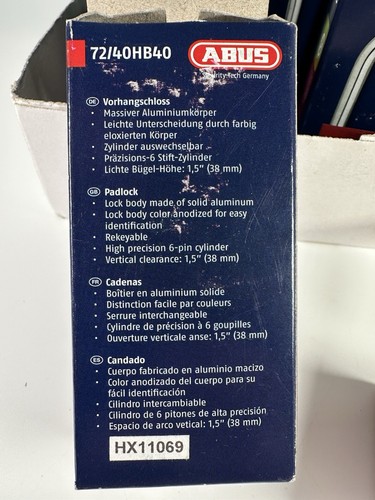 72/40HB40
ABUS
Security Tech Germany
DE Vorhangschloss
· Massiver Aluminiumkörper
· Leichte Unterscheidung durch farbig
eloxierten Körper
· Zylinder auswechselbar
· Präzisions-6 Stift-Zylinder
· Lichte Bügel-Höhe: 1,5" (38 mm)
GB Padlock
· Lock body made of solid aluminum
· Lock body color anodized for easy
identification
· Rekeyable
· High precision 6-pin cylinder
· Vertical clearance: 1,5" (38 mm)
FR Cadenas
· Boîtier en aluminium solide
· Distinction facile par couleurs
· Serrure interchangeable
· Cylindre de précision à 6 goupilles
· Ouverture verticale anse: 1,5" (38 mm)
ES Candado
· Cuerpo fabricado en aluminio macizo
· Color anodizado del cuerpo para su
fácil identificación
· Cilindro intercambiable
· Cilindro de 6 pitones de alta precisión
· Espacio de arco vetical: 1,5" (38 mm)
HX11069